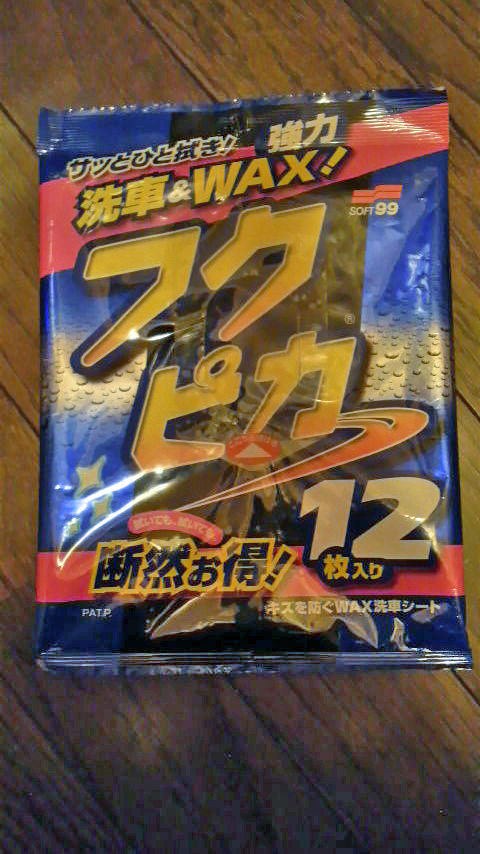 サッとひと拭き! 強力
洗車&WAX!
SOFT99
フク
®
ピカ
拭いても、拭いても
12
枚入り
断然お得!
PAT.P.
キズを防ぐWAX洗車シート